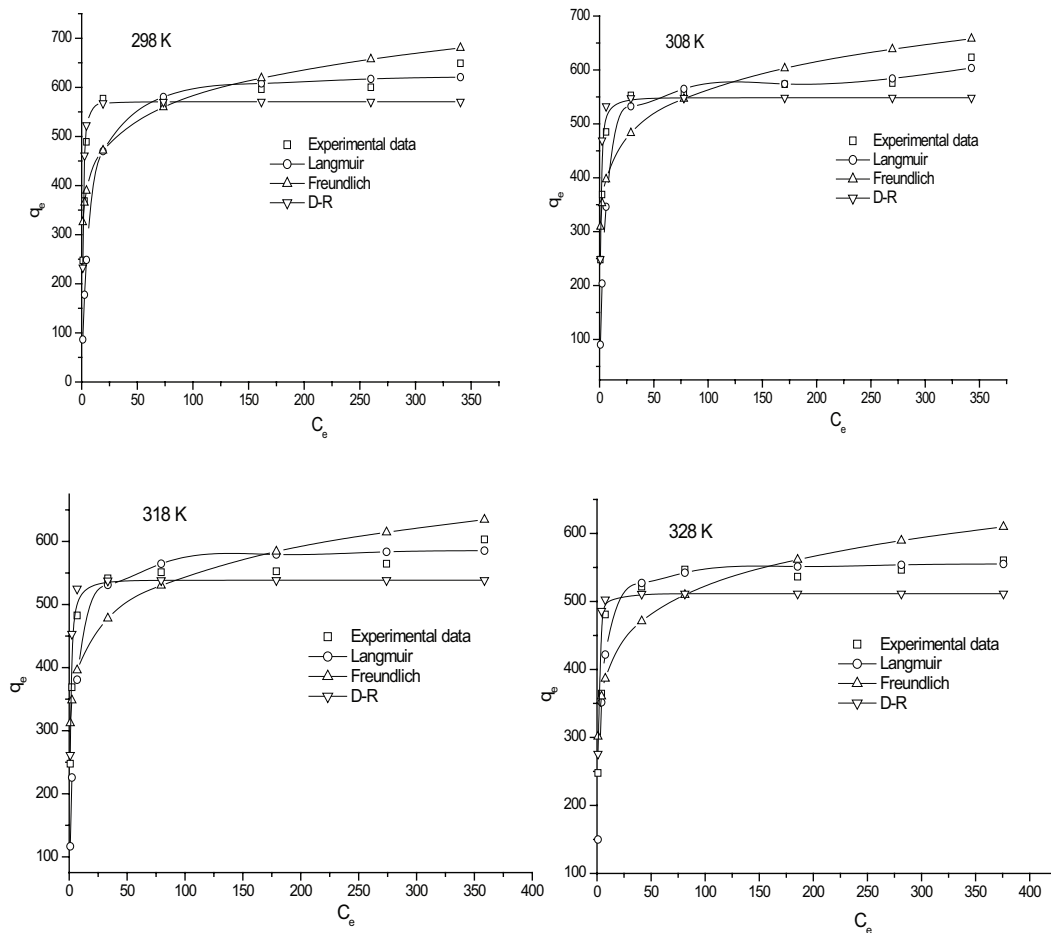 298 K
700
600
500
400
300
200
100
0
qe
Experimental data
Langmuir
Freundlich
D-R
0 50 100 150 200 250 300 350
Ce
308 K
700
600
500
400
300
200
100
qe
Experimental data
Langmuir
Freundlich
D-R
0 50 100 150 200 250 300 350
Ce
318 K
600
500
400
300
200
100
qe
Experimental data
Langmuir
Freundlich
D-R
0 50 100 150 200 250 300 350 400
Ce
328 K
600
500
400
300
200
100
qe
Experimental data
Langmuir
Freundlich
D-R
0 50 100 150 200 250 300 350 400
Ce